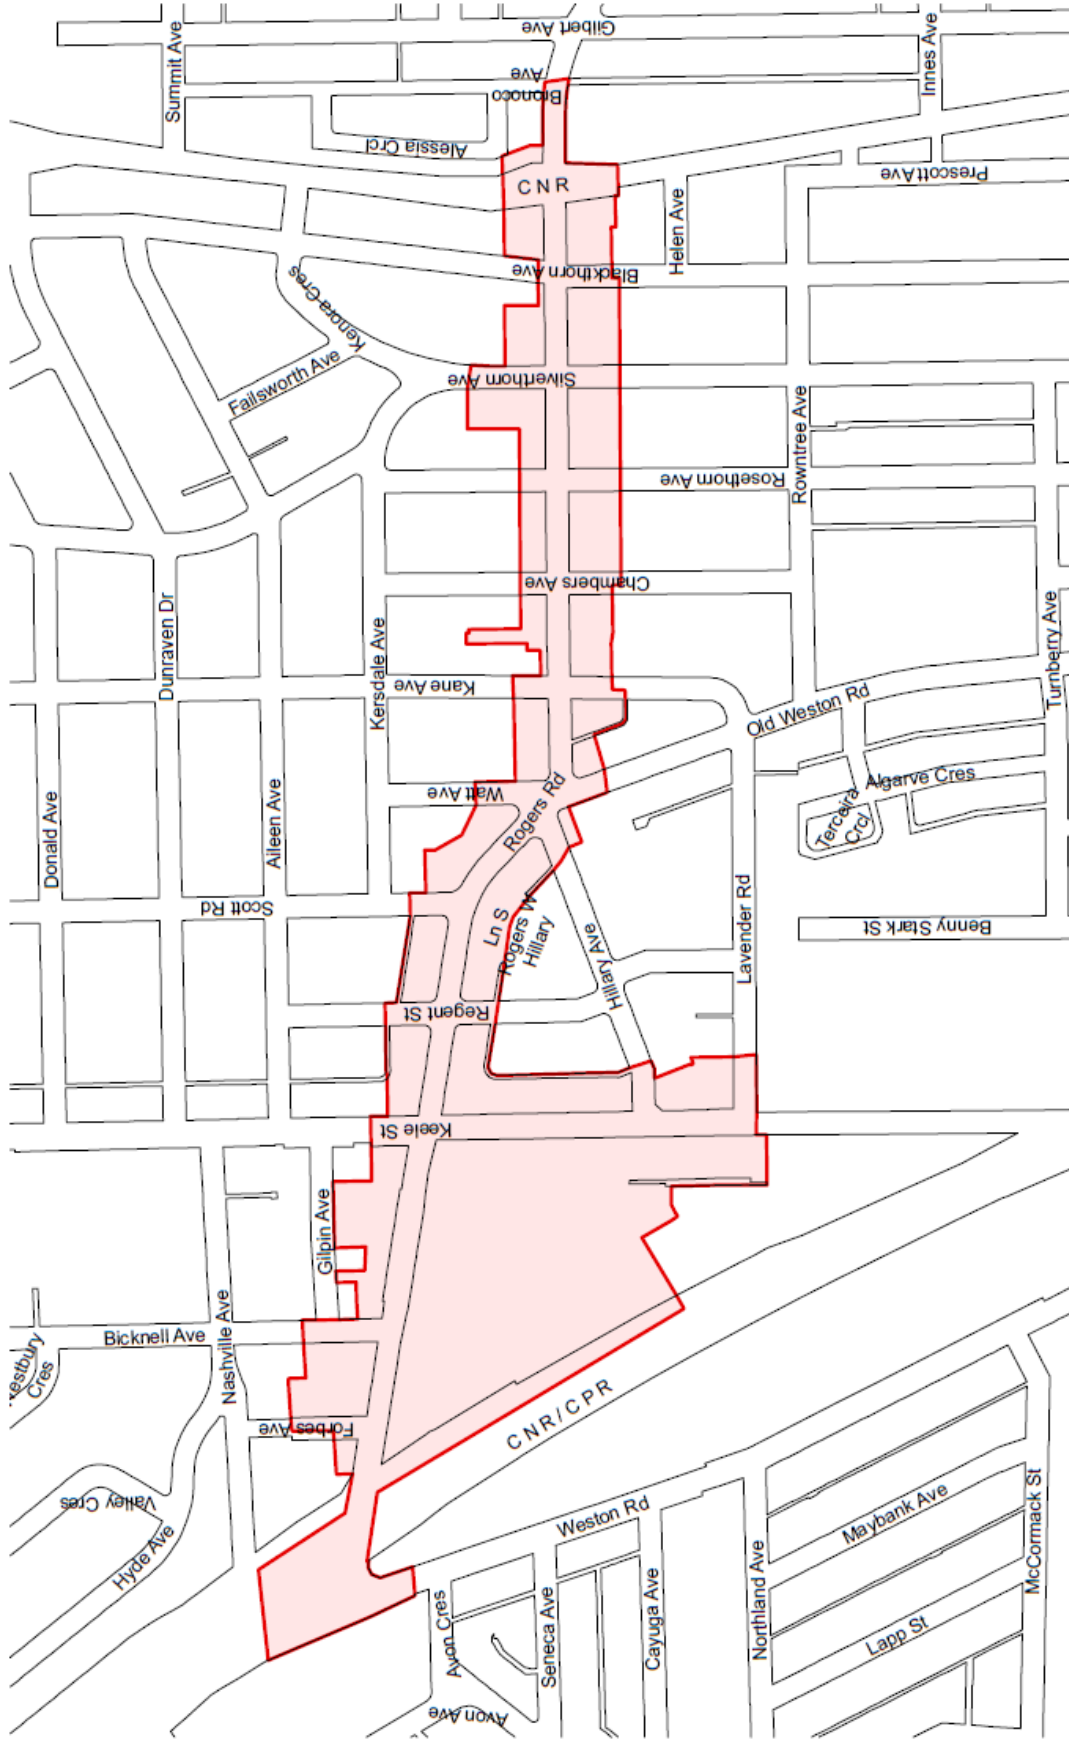 Gilbert Ave
Summit Ave
Innes Ave
Bronoco
Ave
Alessia Crcl
Prescott Ave
C N R
Helen Ave
Blackthorn Ave
Kenora Cres
Failsworth Ave
Silverthorn Ave
Rowntree Ave
Rosethorn Ave
Chambers Ave
Dunraven Dr
Kersdale Ave
Turnberry Ave
Kane Ave
Old Weston Rd
Donald Ave
Aileen Ave
Watt Ave
Rogers Rd
Algarve Cres
Terceira
Crcl
Scott Rd
Ln S
Rogers W
Hillary
Hillary Ave
Lavender Rd
Benny Stark St
Regent St
Keele St
Gilpin Ave
Nashville Ave
Bicknell Ave
Cres
Forbes Ave
C N R / C P R
Valley Cres
Hyde Ave
Weston Rd
Maybank Ave
McCormack St
Northland Ave
Cayuga Ave
Seneca Ave
Avon Cres
Lapp St
Avon Ave